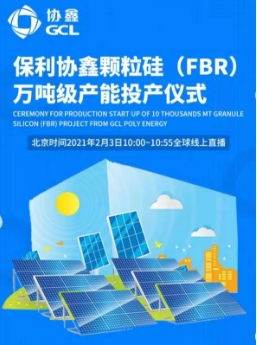 协鑫
GCL
保利协鑫颗粒硅（FBR）
万吨级产能投产仪式
CEREMONY FOR PRODUCTION START UP OF 10 THOUSANDS MT GRANULE
SILICON (FBR) PROJECT FROM GCL POLY ENERGY
北京时间2021年2月3日10:00~10:55全球线上直播